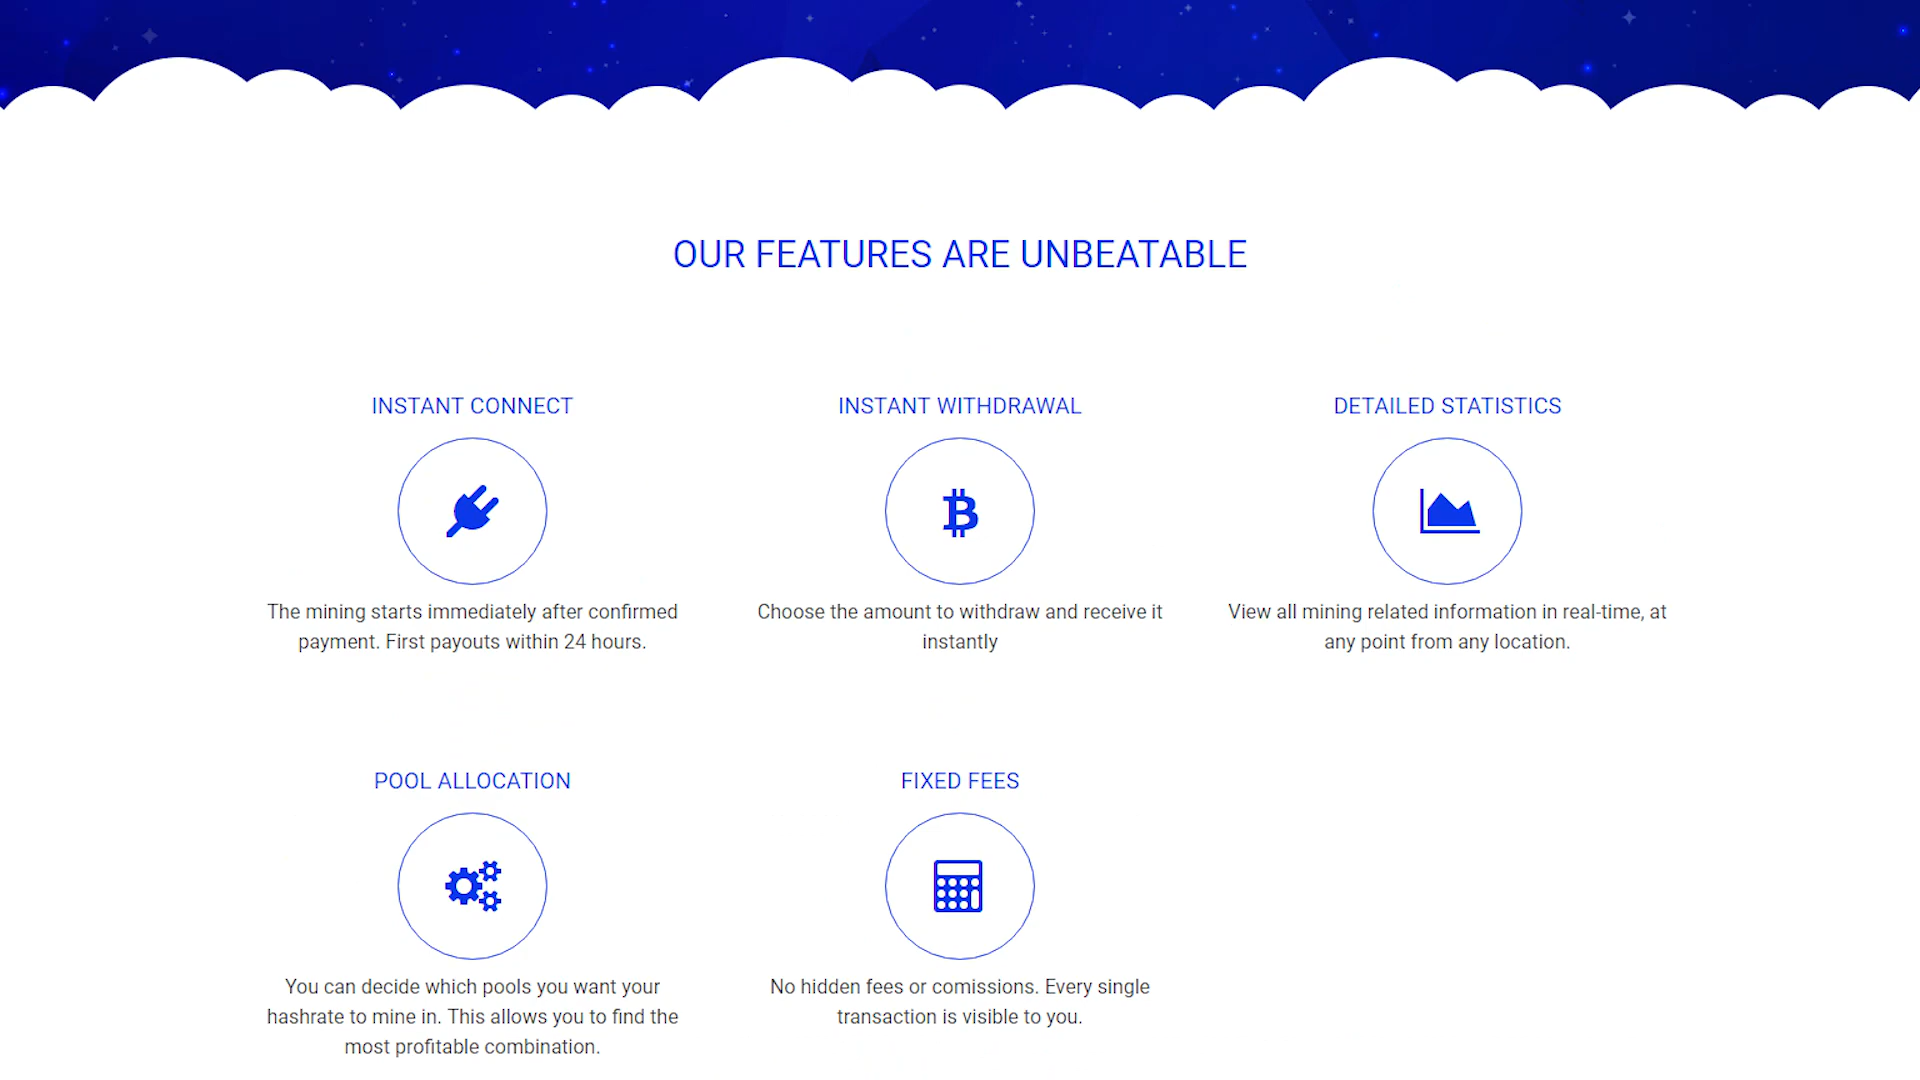 OUR FEATURES ARE UNBEATABLE
INSTANT CONNECT
The mining starts immediately after confirmed
payment. First payouts within 24 hours.
INSTANT WITHDRAWAL
Choose the amount to withdraw and receive it
instantly
DETAILED STATISTICS
View all mining related information in real-time, at
any point from any location.
POOL ALLOCATION
You can decide which pools you want your
hashrate to mine in. This allows you to find the
most profitable combination.
FIXED FEES
No hidden fees or comissions. Every single
transaction is visible to you.